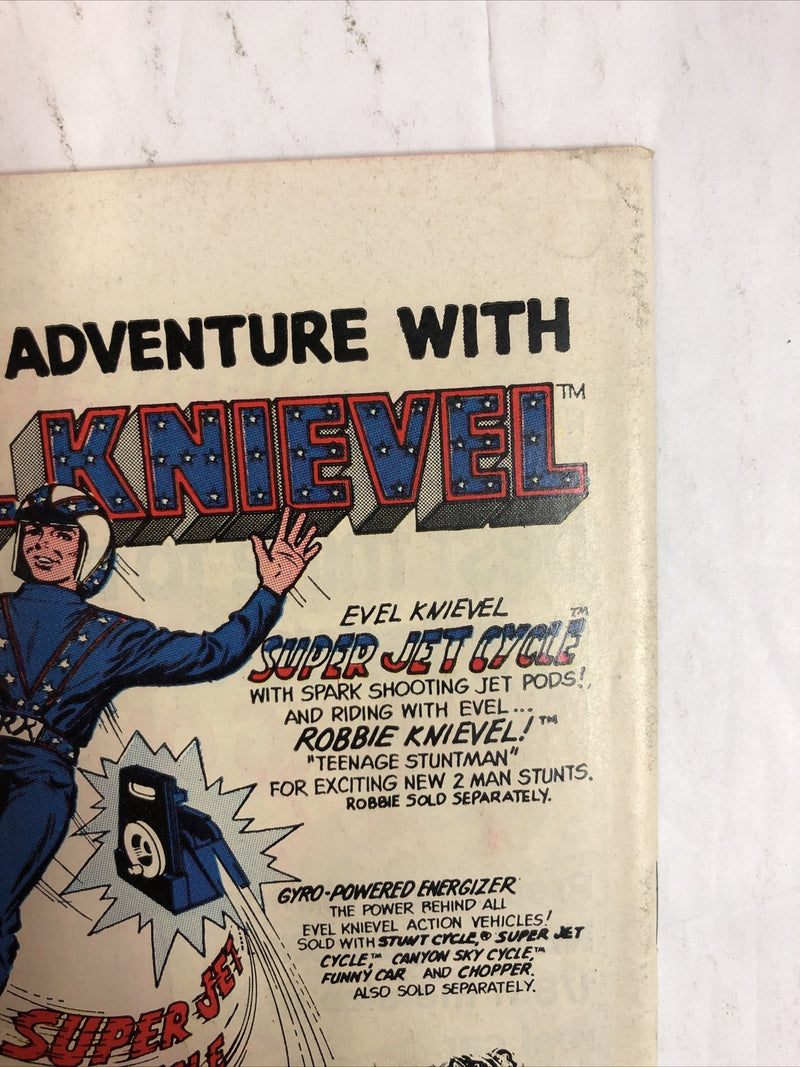 ADVENTURE WITH
KNIEVEL™
EVEL KNIEVEL
SUPER JET CYCLE™
WITH SPARK SHOOTING JET PODS!,
AND RIDING WITH EVEL...
ROBBIE KNIEVEL!™
"TEENAGE STUNTMAN"
FOR EXCITING NEW 2 MAN STUNTS.
ROBBIE SOLD SEPARATELY.
GYRO-POWERED ENERGIZER
THE POWER BEHIND ALL
EVEL KNIEVEL ACTION VEHICLES!
SOLD WITH STUNT CYCLE,® SUPER JET
CYCLE,™ CANYON SKY CYCLE,™
FUNNY CAR AND CHOPPER.
ALSO SOLD SEPARATELY.
SUPER JET